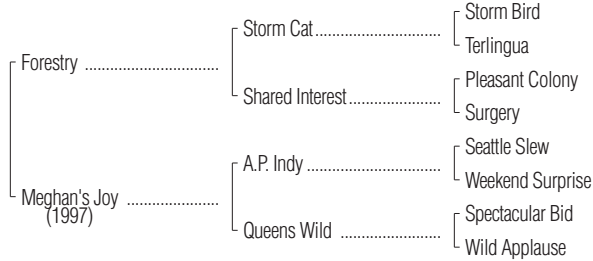 Storm Bird
Storm Cat
Terlingua
Forestry
Pleasant Colony
Shared Interest
Surgery
Seattle Slew
A.P. Indy
Weekend Surprise
Meghan's Joy
(1997)
Spectacular Bid
Queens Wild
Wild Applause